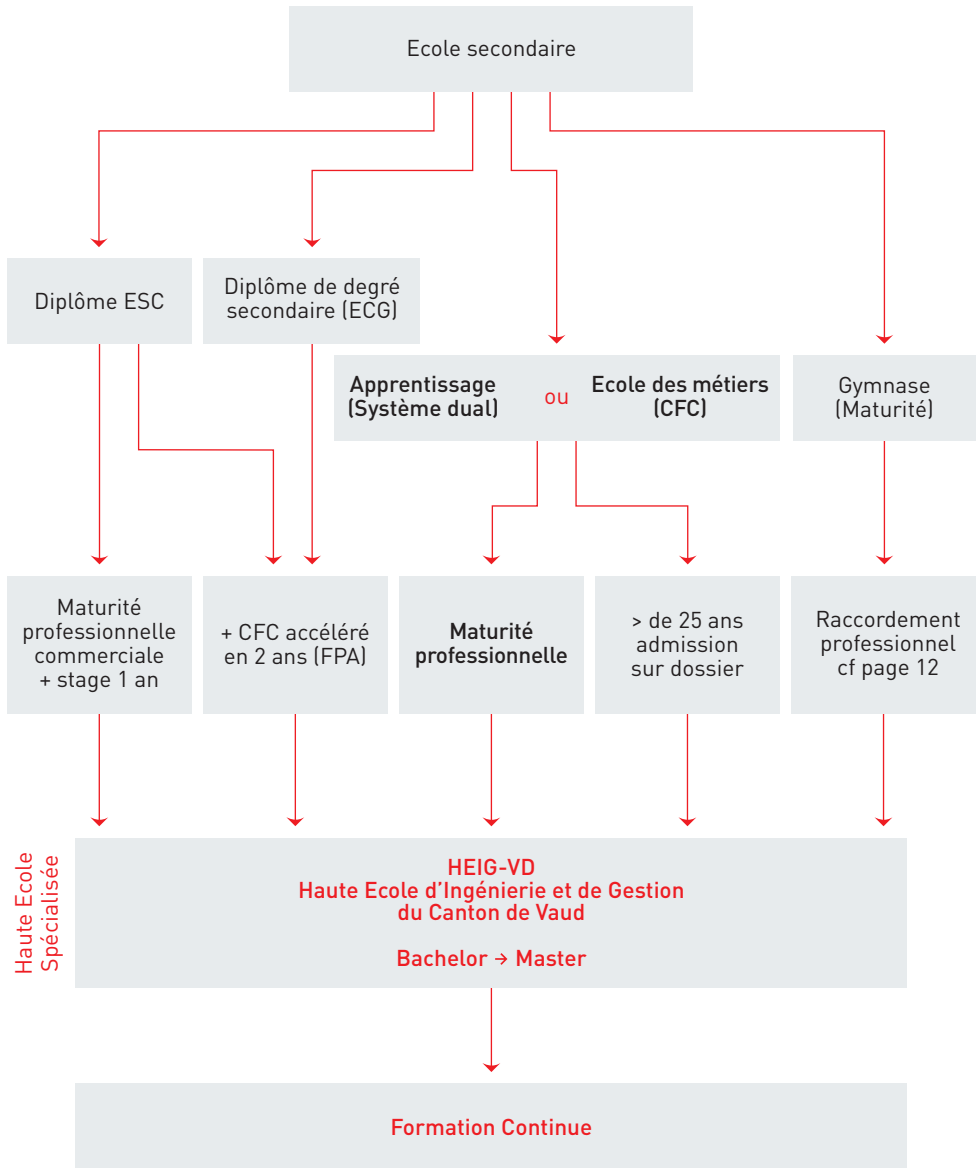 Ecole secondaire
Diplôme ESC
Diplôme de degré
secondaire (ECG)
Apprentissage
(Système dual)
ou
Ecole des métiers
(CFC)
Gymnase
(Maturité)
Maturité
professionnelle
commerciale
+ stage 1 an
+ CFC accéléré
en 2 ans (FPA)
Maturité
professionnelle
> de 25 ans
admission
sur dossier
Raccordement
professionnel
cf page 12
Haute Ecole
Spécialisée
HEIG-VD
Haute Ecole d'Ingénierie et de Gestion
du Canton de Vaud
Bachelor → Master
Formation Continue